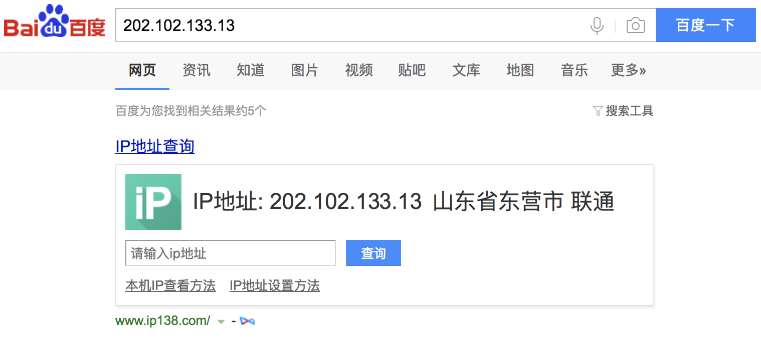 Bai du 百度
202.102.133.13
百度一下
网页 资讯 知道 图片 视频 贴吧 文库 地图 音乐 更多»
百度为您找到相关结果约5个
搜索工具
IP地址查询
iP
IP地址: 202.102.133.13 山东省东营市 联通
请输入ip地址
查询
本机IP查看方法 IP地址设置方法
www.ip138.com/ -